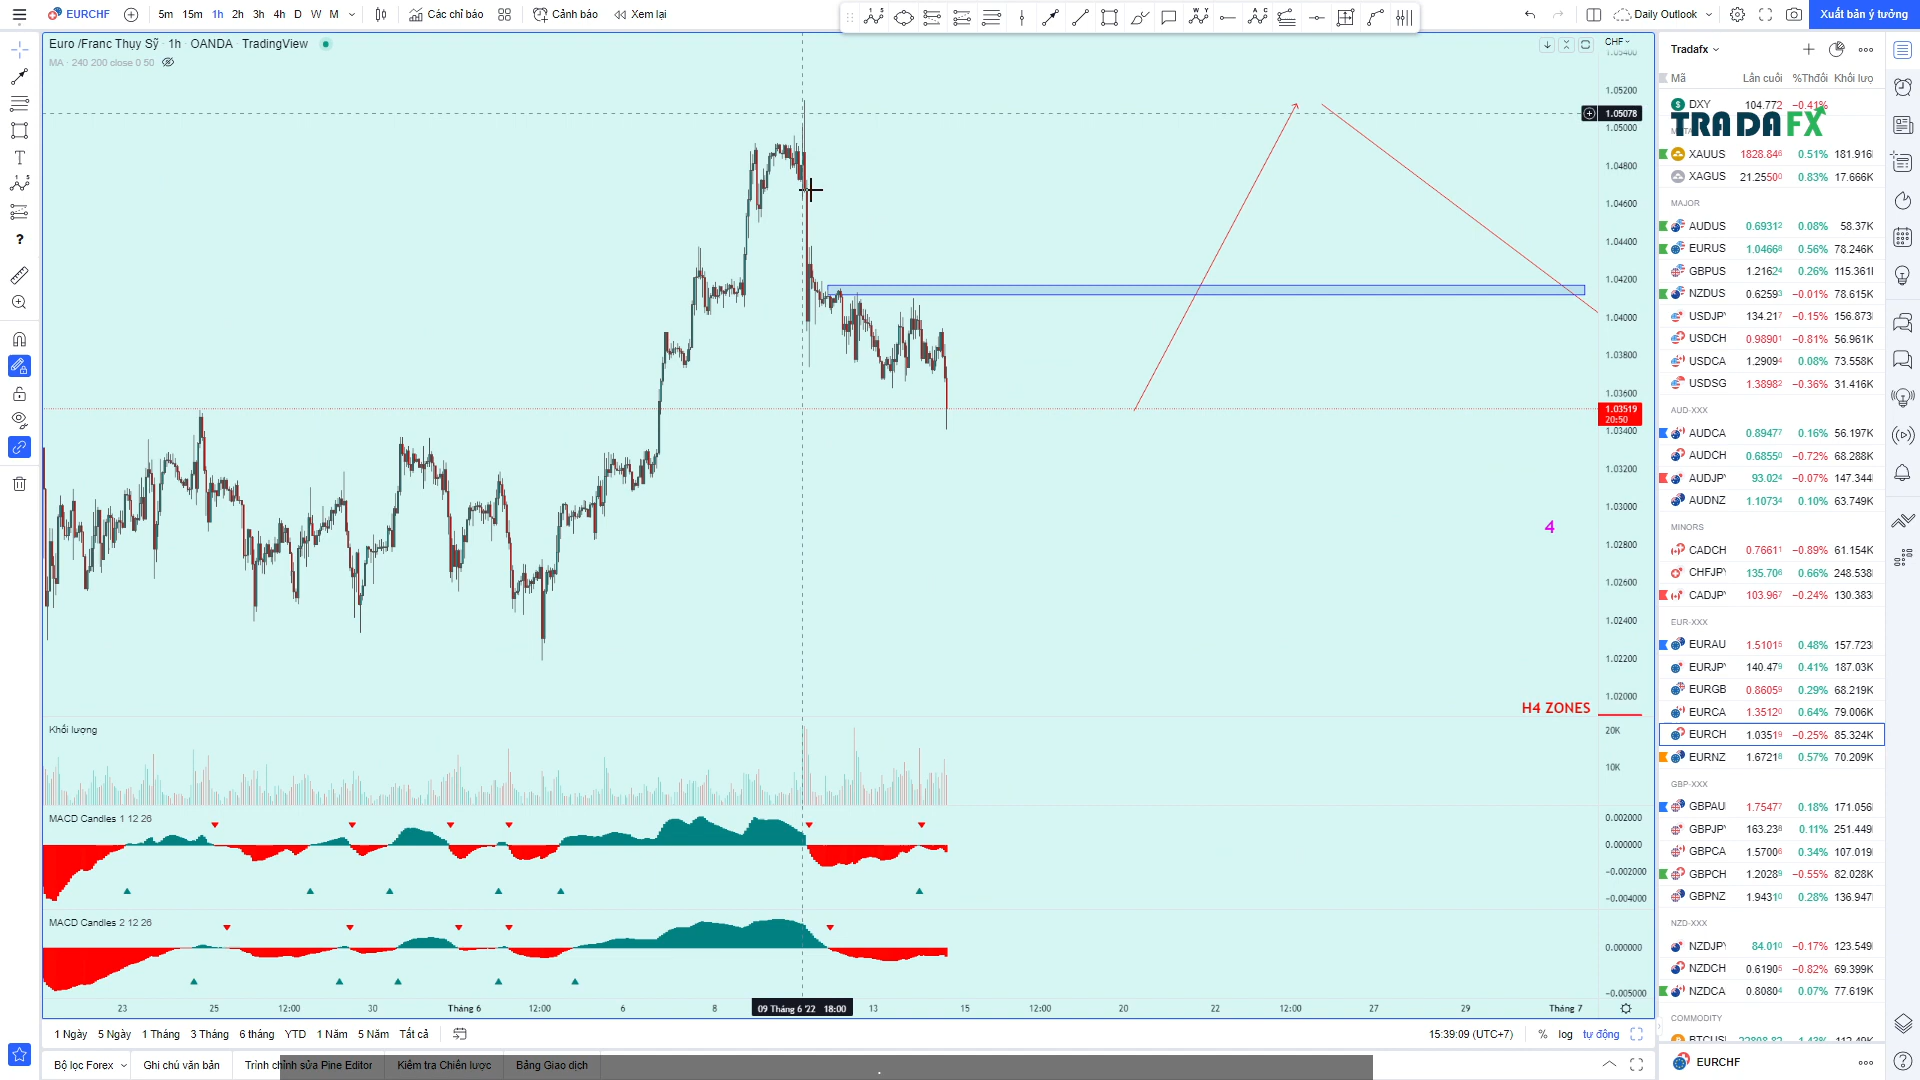 EURCHF
5m 15m 1h 2h 3h 4h D W M
Các chỉ báo
Cảnh báo
Xem lại
Daily Outlook
Xuất bản ý tưởng
Euro /Franc Thụy Sỹ · 1h · OANDA · TradingView
MA · 240 200 close 0 50
CHF
1.05400
1.05200
1.05078
1.05000
1.04800
1.04600
1.04400
1.04200
1.04000
1.03800
1.03600
1.03519
20:50
1.03400
1.03200
1.03000
1.02800
1.02600
1.02400
1.02200
1.02000
4
H4 ZONES
Khối lượng
20K
10K
MACD Candles 1 12 26
0.002000
0.000000
−0.002000
−0.004000
MACD Candles 2 12 26
0.000000
−0.005000
23 25 12:00 30 Tháng 6 12:00 6 8 09 Tháng 6 '22 18:00 13 15 12:00 20 22 12:00 27 29 Tháng 7
1 Ngày 5 Ngày 1 Tháng 3 Tháng 6 tháng YTD 1 Năm 5 Năm Tất cả
15:39:09 (UTC+7) % log tự động
Bộ lọc Forex
Ghi chú văn bản
Trình chỉnh sửa Pine Editor
Kiểm tra Chiến lược
Bảng Giao dịch
Tradafx
Mã Lần cuối %Thđổi Khối lượ
DXY 104.772 −0.41%
TRADAFX
XAUUS 1828.846 0.51% 181.916
XAGUS 21.2550 0.83% 17.666K
MAJOR
AUDUS 0.69312 0.08% 58.37K
EURUS 1.04668 0.56% 78.246K
GBPUS 1.21624 0.26% 115.361
NZDUS 0.62593 −0.01% 78.615K
USDJP 134.217 −0.15% 156.873
USDCH 0.98901 −0.81% 56.961K
USDCA 1.29094 0.08% 73.558K
USDSG 1.38982 −0.36% 31.416K
AUD-XXX
AUDCA 0.89477 0.16% 56.197K
AUDCH 0.68550 −0.72% 68.288K
AUDJP 93.024 −0.07% 147.344
AUDNZ 1.10734 0.10% 63.749K
MINORS
CADCH 0.76611 −0.89% 61.154K
CHFJP 135.706 0.66% 248.538
CADJP 103.967 −0.24% 130.383
EUR-XXX
EURAU 1.51015 0.48% 157.723
EURJP 140.479 0.41% 187.03K
EURGB 0.86059 0.29% 68.219K
EURCA 1.35120 0.64% 79.006K
EURCH 1.03519 −0.25% 85.324K
EURNZ 1.67218 0.57% 70.209K
GBP-XXX
GBPAU 1.75477 0.18% 171.056
GBPJP 163.238 0.11% 251.449
GBPCA 1.57006 0.34% 107.019
GBPCH 1.20289 −0.55% 82.028K
GBPNZ 1.94310 0.28% 136.947
NZD-XXX
NZDJP 84.010 −0.17% 123.549
NZDCH 0.61905 −0.82% 69.399K
NZDCA 0.80804 0.07% 77.619K
COMMODITY
EURCHF